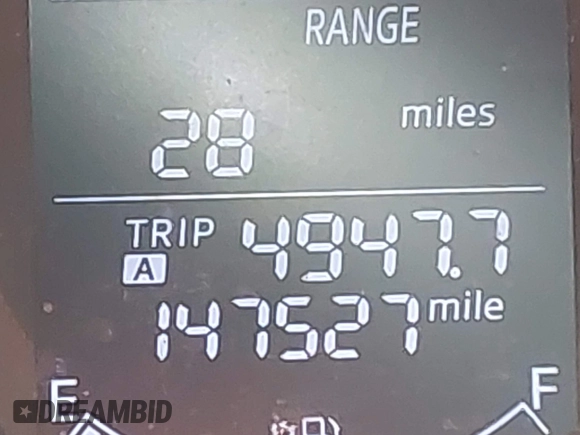 RANGE
28 miles
TRIP A 4947.7
147527 mile
E F
DREAMBID